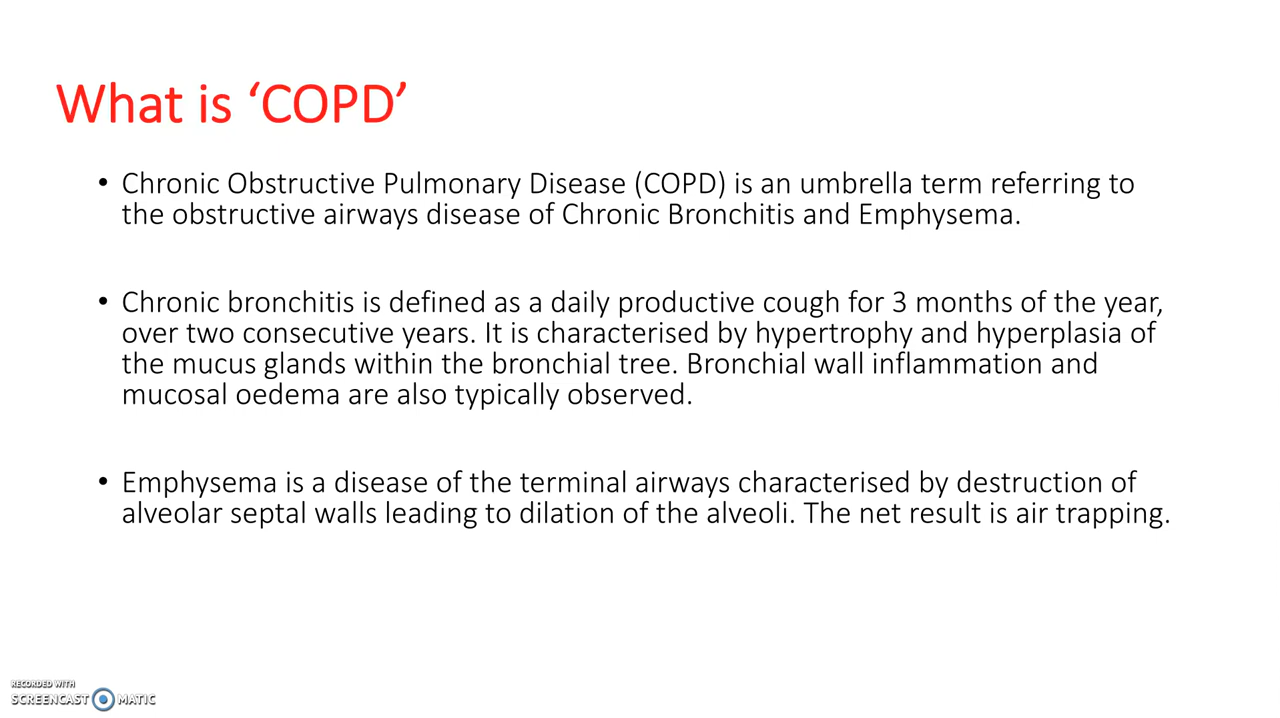 What is ‘COPD’
• Chronic Obstructive Pulmonary Disease (COPD) is an umbrella term referring to
the obstructive airways disease of Chronic Bronchitis and Emphysema.
• Chronic bronchitis is defined as a daily productive cough for 3 months of the year,
over two consecutive years. It is characterised by hypertrophy and hyperplasia of
the mucus glands within the bronchial tree. Bronchial wall inflammation and
mucosal oedema are also typically observed.
• Emphysema is a disease of the terminal airways characterised by destruction of
alveolar septal walls leading to dilation of the alveoli. The net result is air trapping.
RECORDED WITH
SCREENCAST MATIC